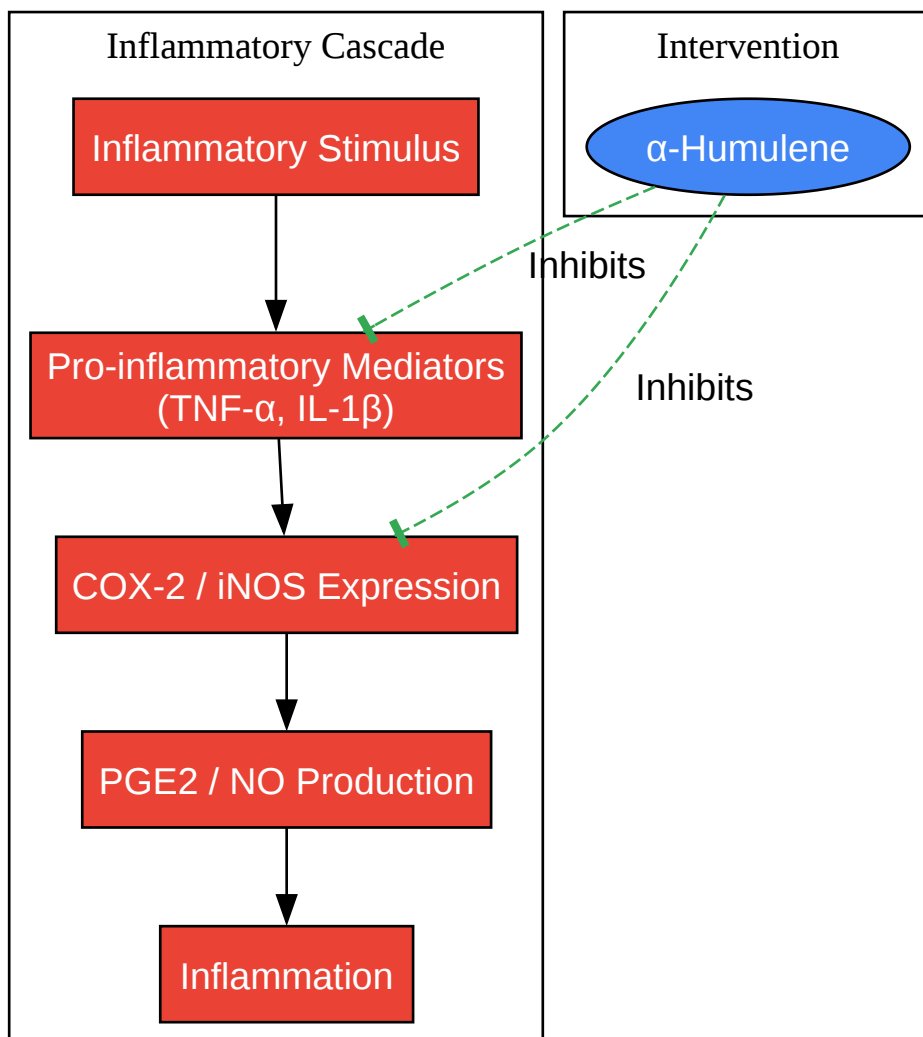 Inflammatory Cascade
Intervention
Inflammatory Stimulus
α-Humulene
Inhibits
Pro-inflammatory Mediators
(TNF-α, IL-1β)
Inhibits
COX-2 / iNOS Expression
PGE2 / NO Production
Inflammation